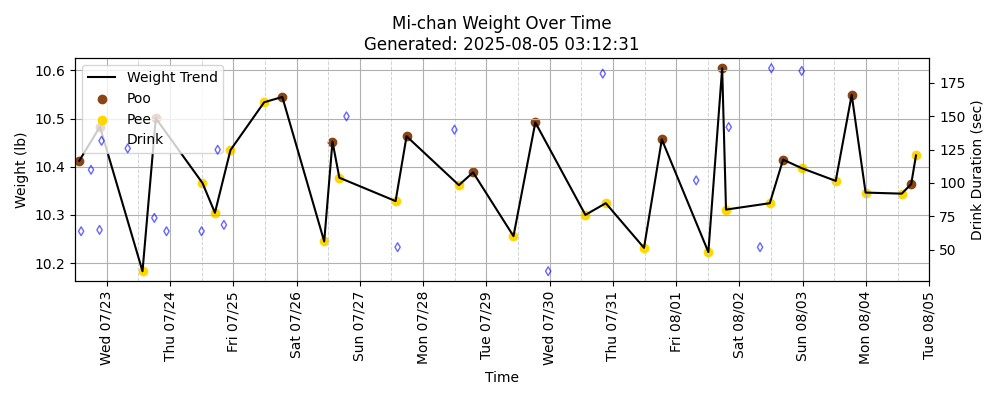 Mi-chan Weight Over Time
Generated: 2025-08-05 03:12:31
Weight (lb)
10.6
10.5
10.4
10.3
10.2
Weight Trend
Poo
Pee
Drink
175
150
125
100
75
50
Drink Duration (sec)
Wed 07/23
Thu 07/24
Fri 07/25
Sat 07/26
Sun 07/27
Mon 07/28
Tue 07/29
Wed 07/30
Thu 07/31
Fri 08/01
Sat 08/02
Sun 08/03
Mon 08/04
Tue 08/05
Time